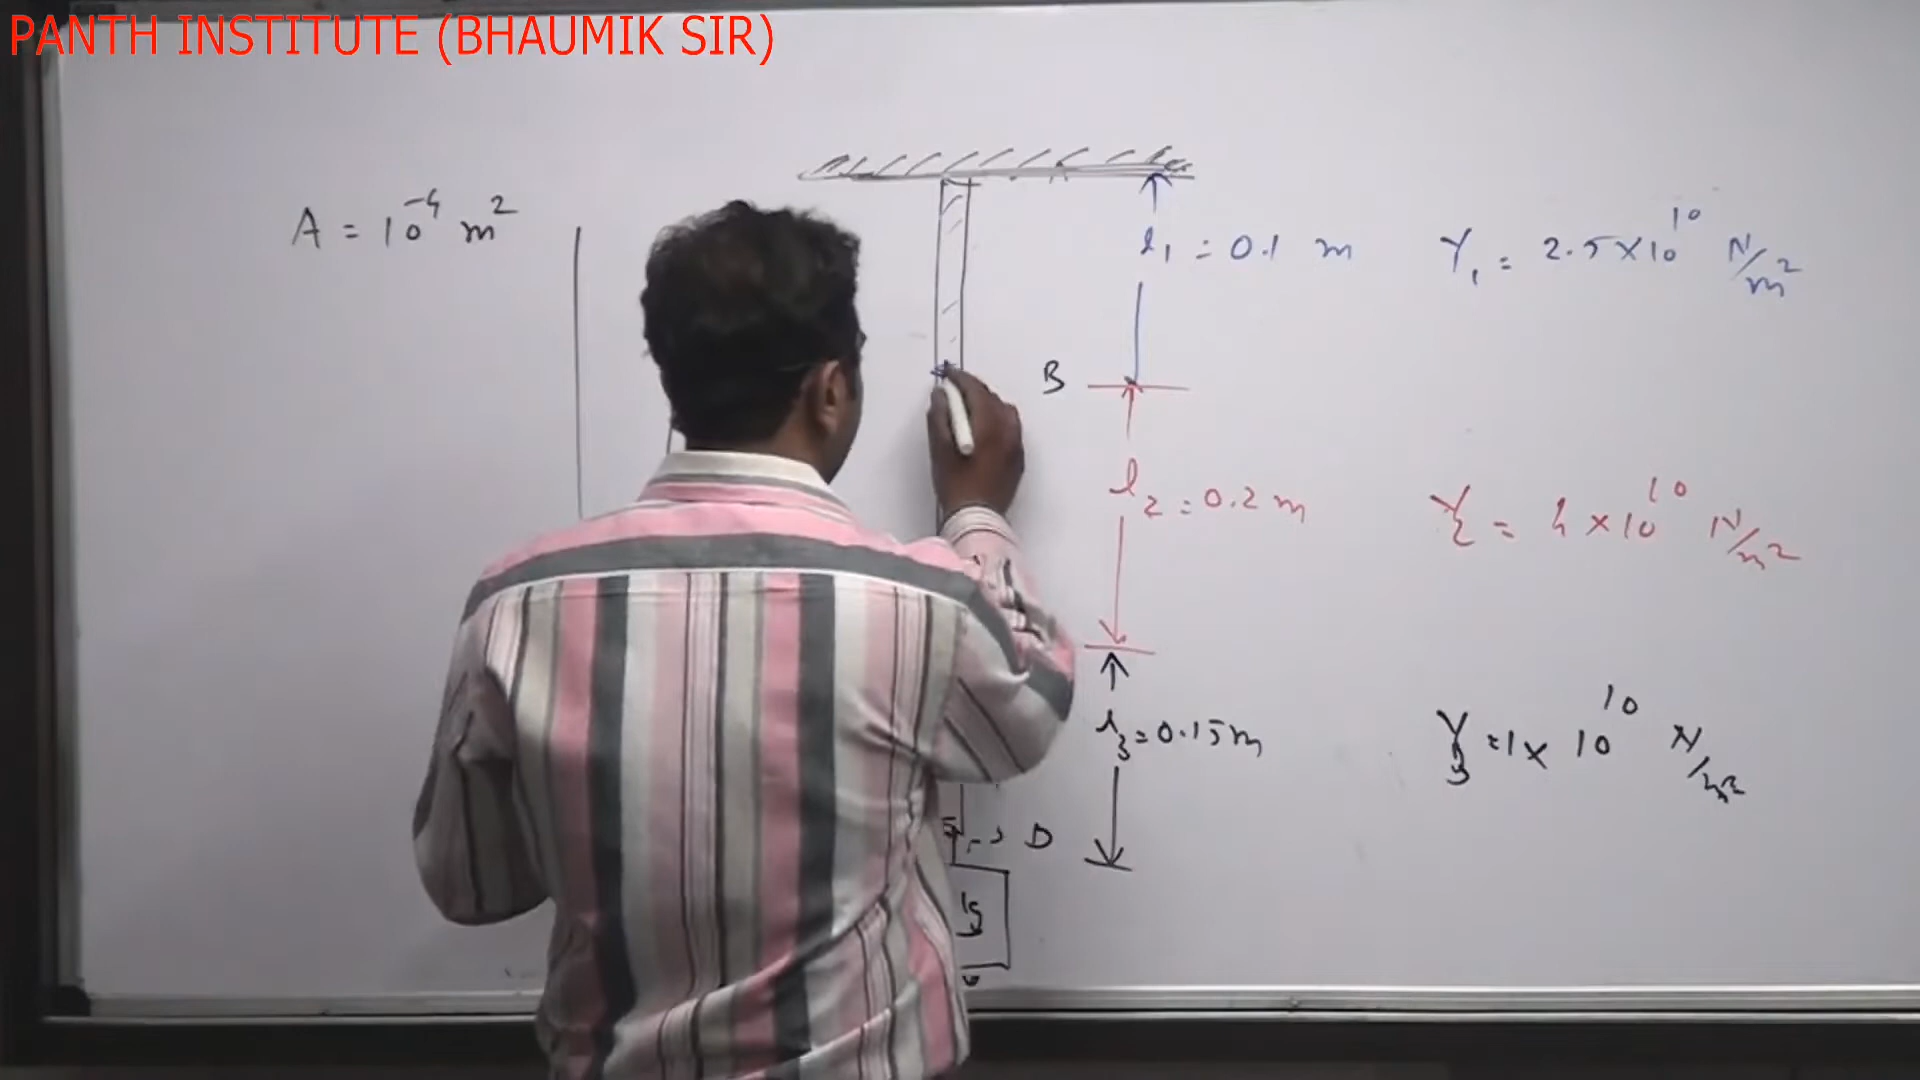 PANTH INSTITUTE (BHAUMIK SIR)
A = 10⁻⁴ m²
l₁ = 0.1 m
Y₁ = 2.5 × 10¹⁰ N/m²
B
l₂ = 0.2 m
Y₂ = 4 × 10¹⁰ N/m²
l₃ = 0.15 m
Y₃ = 1 × 10¹⁰ N/m²
D